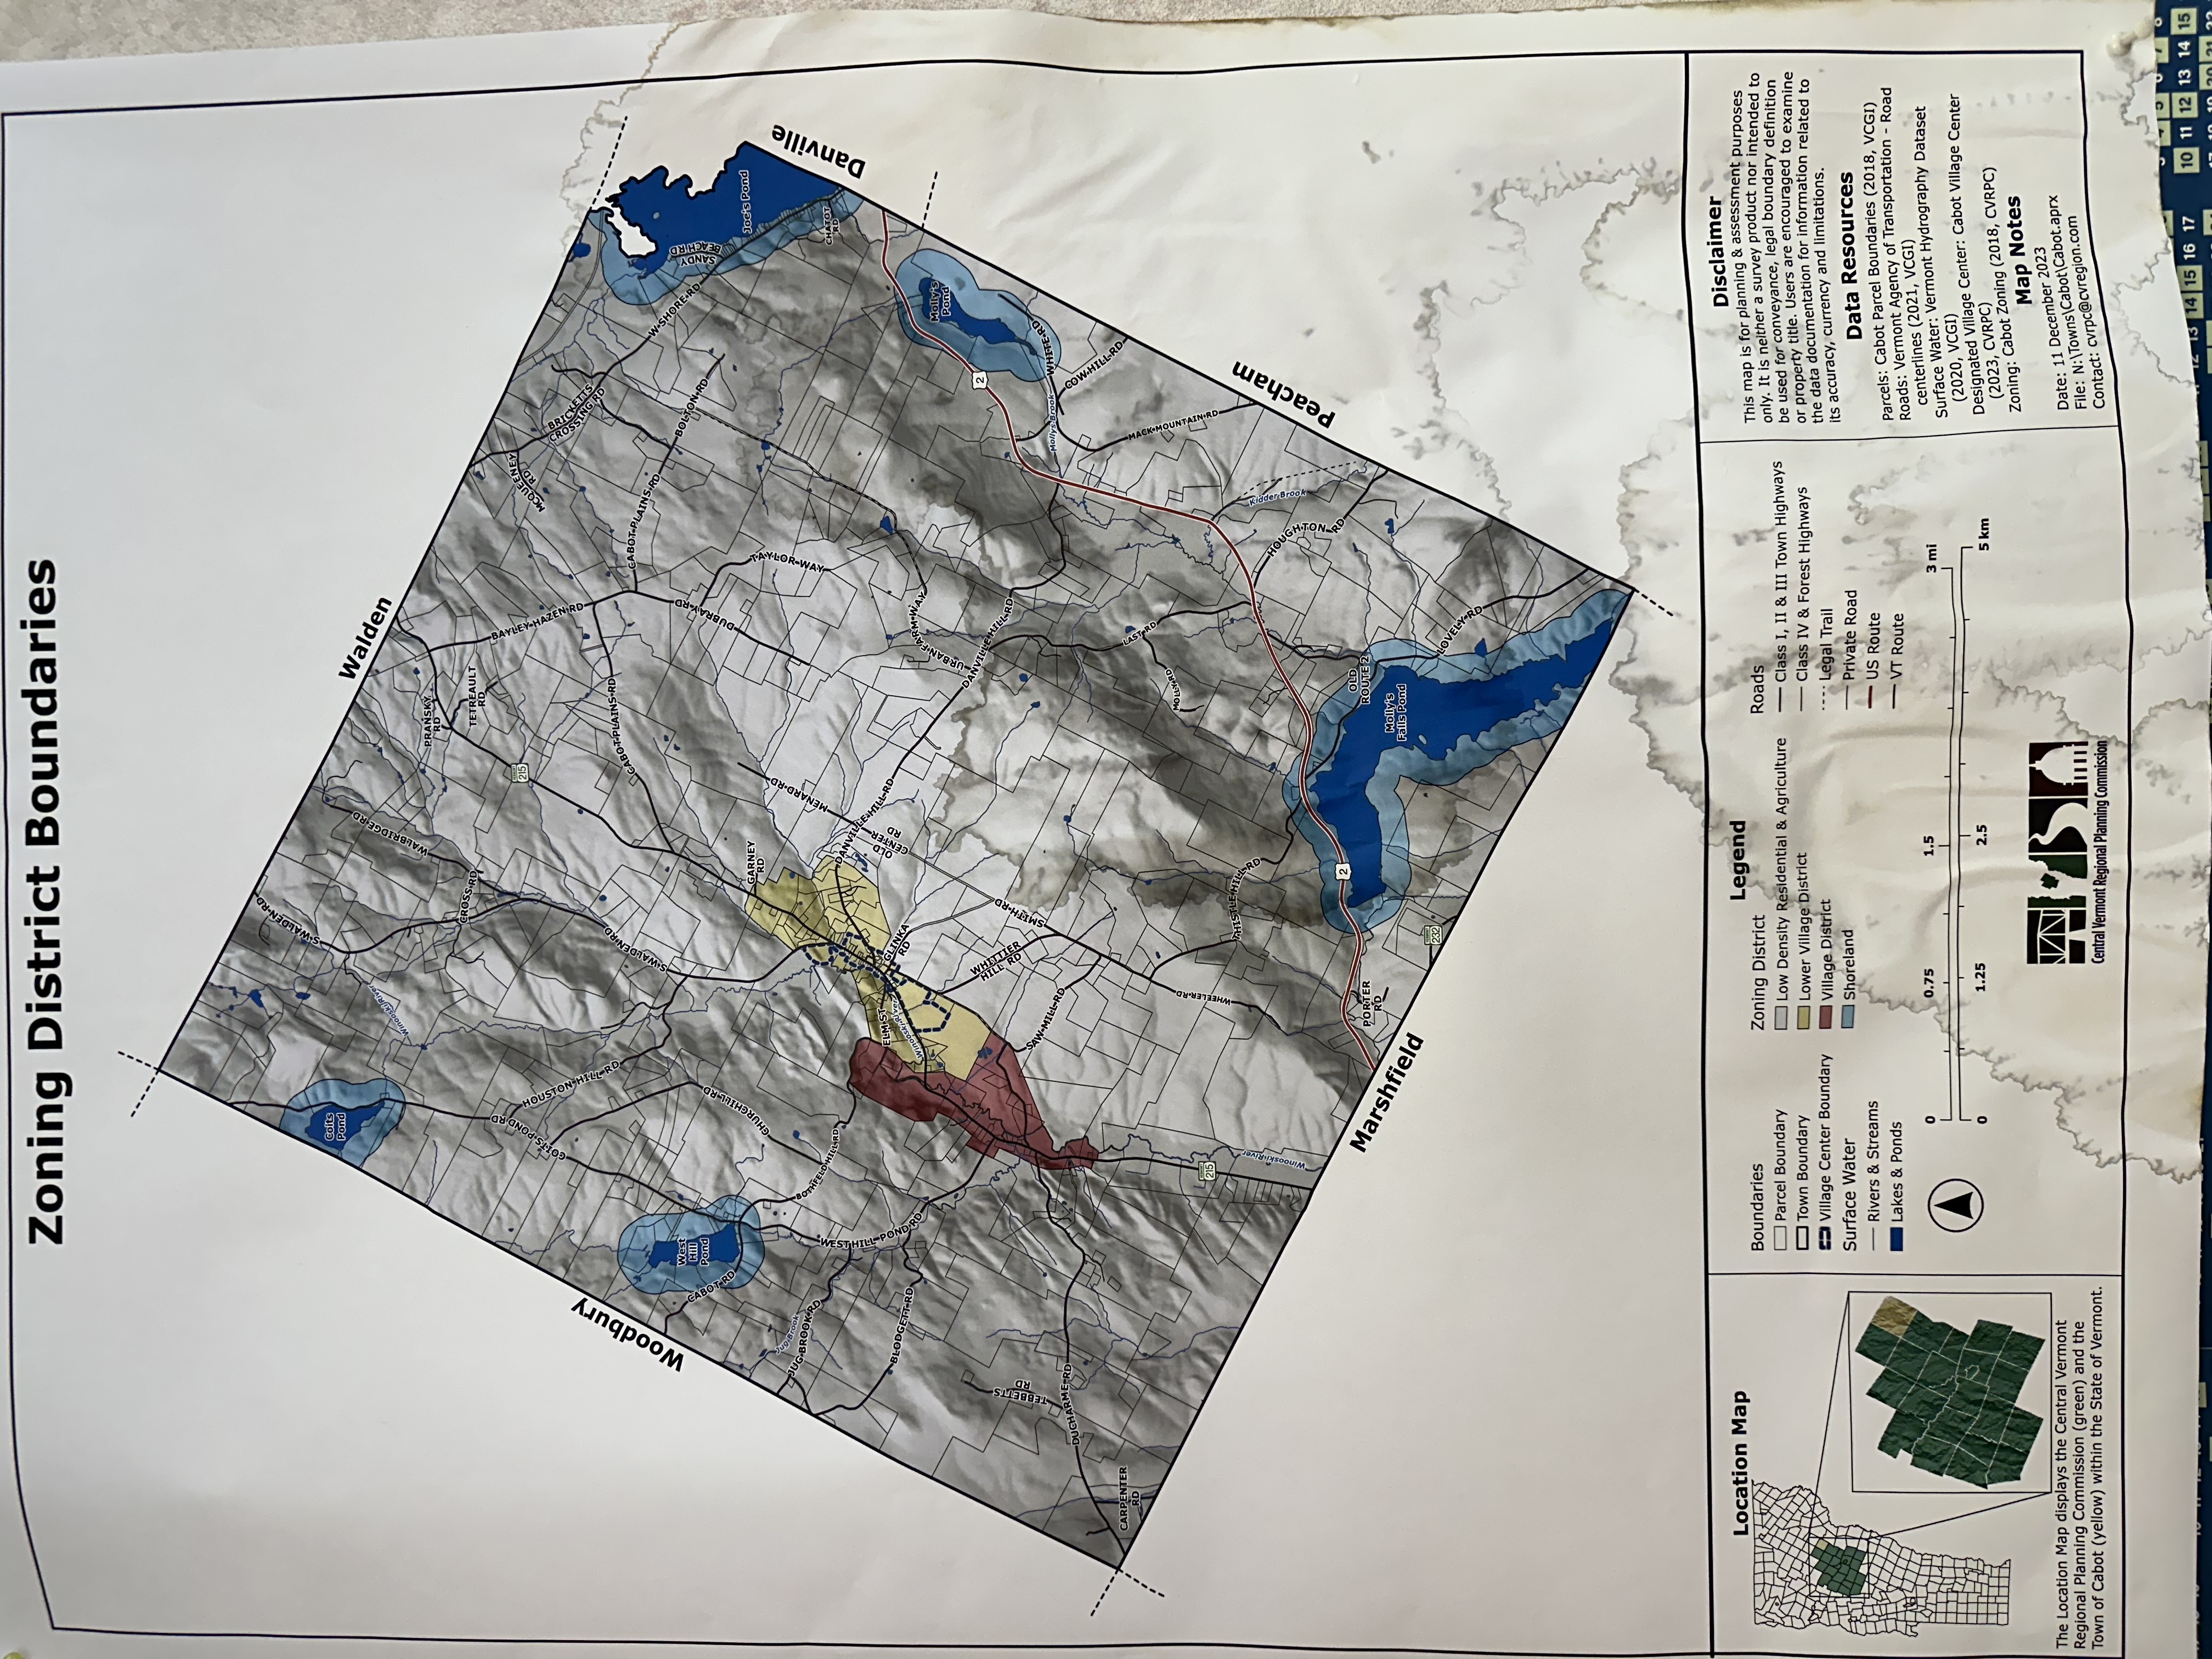 Zoning District Boundaries
Walden
Woodbury
Danville
Peacham
Marshfield
Coits
Pond
S WALDEN RD
Winooski River
WALBRIDGE RD
PRANSKY
RD
CROSS RD
TETREAULT
RD
215
COITS POND RD
HOUSTON HILL RD
BAYLEY HAZEN RD
MCQUEENEY
RD
BRICKETTS
CROSSING RD
CABOT PLAINS RD
S WALDEN RD
CABOT PLAINS RD
W SHORE RD
West
Hill
Pond
CABOT RD
BOLTON RD
SANDY
BEACH RD
CHURCHILL RD
DUBRAY RD
Joe's Pond
GARNEY
RD
TAYLOR WAY
MENARD RD
Jug Brook
JUG BROOK RD
BOTHFELD HILL RD
WEST HILL POND RD
CHATOT
RD
DANVILLE HILL RD
ELM ST
GLINKA
RD
OLD
CENTER
RD
Winooski River
BLODGETT RD
URBAN FARM WAY
Molly's
Pond
DANVILLE HILL RD
2
WHITTIER
HILL RD
SMITH RD
TEBBETTS
RD
SAW MILL RD
Mollys Brook
WHITE RD
DUCHARME RD
COW HILL RD
CARPENTER
RD
LAST RD
MACK MOUNTAIN RD
MOLLY RD
215
WHEELER RD
THISTLE HILL RD
Winooski River
Kidder Brook
HOUGHTON
RD
2
PORTER
RD
OLD
ROUTE 2
Molly's
Falls Pond
VERMONT
232
LOVELY RD
Location Map
The Location Map displays the Central Vermont
Regional Planning Commission (green) and the
Town of Cabot (yellow) within the State of Vermont.
Legend
Boundaries
Parcel Boundary
Town Boundary
Village Center Boundary
Surface Water
Rivers & Streams
Lakes & Ponds
Zoning District
Low Density Residential & Agriculture
Lower Village District
Village District
Shoreland
Roads
Class I, II & III Town Highways
Class IV & Forest Highways
Legal Trail
Private Road
US Route
VT Route
0 0.75 1.5 3 mi
0 1.25 2.5 5 km
Central Vermont Regional Planning Commission
Disclaimer
This map is for planning & assessment purposes
only. It is neither a survey product nor intended to
be used for conveyance, legal boundary definition
or property title. Users are encouraged to examine
the data documentation for information related to
its accuracy, currency and limitations.
Data Resources
Parcels: Cabot Parcel Boundaries (2018, VCGI)
Roads: Vermont Agency of Transportation - Road
centerlines (2021, VCGI)
Surface Water: Vermont Hydrography Dataset
(2020, VCGI)
Designated Village Center: Cabot Village Center
(2023, CVRPC)
Zoning: Cabot Zoning (2018, CVRPC)
Map Notes
Date: 11 December 2023
File: N:\Towns\Cabot\Cabot.aprx
Contact: cvrpc@cvregion.com
12 13 14 15 16 17
10 11 12 13 14 15